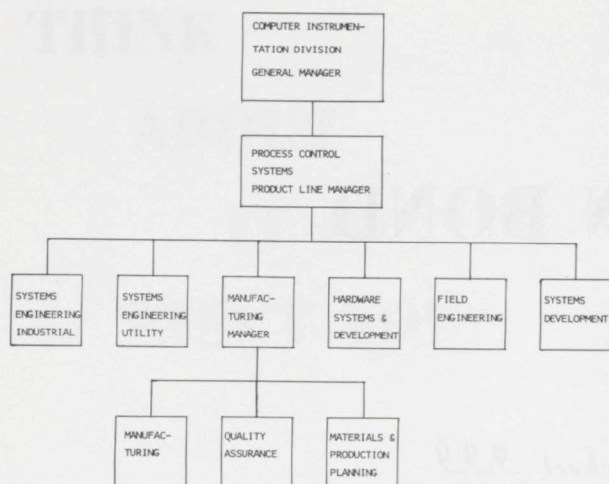 COMPUTER INSTRUMEN-
TATION DIVISION
GENERAL MANAGER
PROCESS CONTROL
SYSTEMS
PRODUCT LINE MANAGER
SYSTEMS
ENGINEERING
INDUSTRIAL
SYSTEMS
ENGINEERING
UTILITY
MANUFAC-
TURING
MANAGER
HARDWARE
SYSTEMS &
DEVELOPMENT
FIELD
ENGINEERING
SYSTEMS
DEVELOPMENT
MANUFAC-
TURING
QUALITY
ASSURANCE
MATERIALS &
PRODUCTION
PLANNING